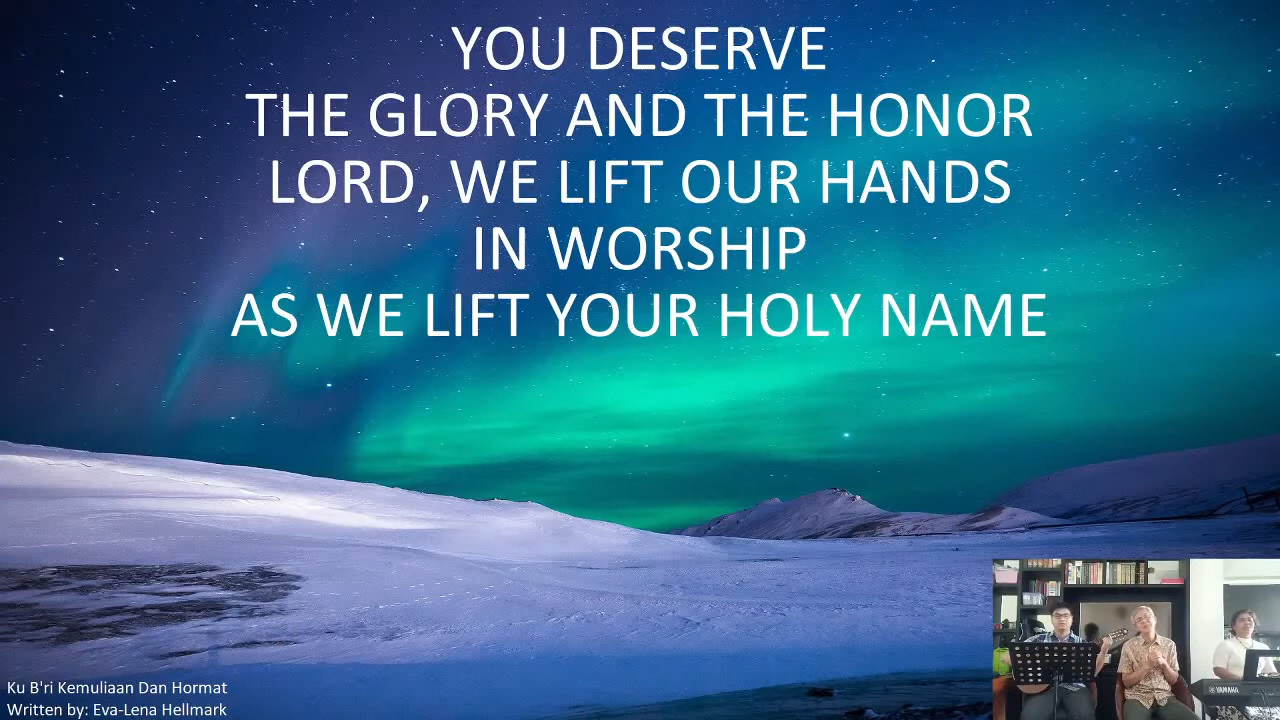 YOU DESERVE
THE GLORY AND THE HONOR
LORD, WE LIFT OUR HANDS
IN WORSHIP
AS WE LIFT YOUR HOLY NAME
Ku B'ri Kemuliaan Dan Hormat
Written by: Eva-Lena Hellmark
YAMAHA